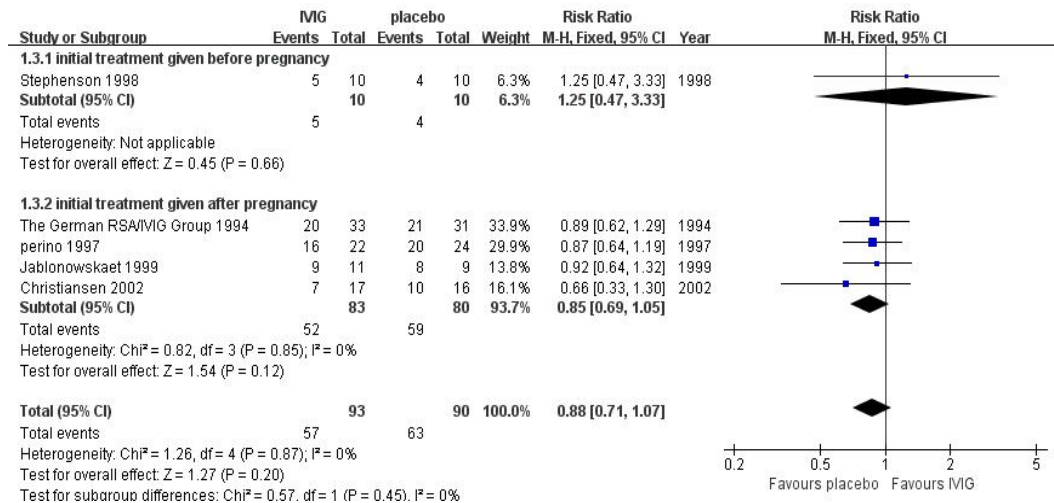 IVIG placebo Risk Ratio Risk Ratio
Study or Subgroup Events Total Events Total Weight M-H, Fixed, 95% CI Year M-H, Fixed, 95% CI
1.3.1 initial treatment given before pregnancy
Stephenson 1998 5 10 4 10 6.3% 1.25 [0.47, 3.33] 1998
Subtotal (95% CI) 10 10 6.3% 1.25 [0.47, 3.33]
Total events 5 4
Heterogeneity: Not applicable
Test for overall effect: Z = 0.45 (P = 0.66)
1.3.2 initial treatment given after pregnancy
The German RSA/IVIG Group 1994 20 33 21 31 33.9% 0.89 [0.62, 1.29] 1994
perino 1997 16 22 20 24 29.9% 0.87 [0.64, 1.19] 1997
Jablonowskaet 1999 9 11 8 9 13.8% 0.92 [0.64, 1.32] 1999
Christiansen 2002 7 17 10 16 16.1% 0.66 [0.33, 1.30] 2002
Subtotal (95% CI) 83 80 93.7% 0.85 [0.69, 1.05]
Total events 52 59
Heterogeneity: Chi² = 0.82, df = 3 (P = 0.85); I² = 0%
Test for overall effect: Z = 1.54 (P = 0.12)
Total (95% CI) 93 90 100.0% 0.88 [0.71, 1.07]
Total events 57 63
Heterogeneity: Chi² = 1.26, df = 4 (P = 0.87); I² = 0%
Test for overall effect: Z = 1.27 (P = 0.20)
Test for subgroup differences: Chi² = 0.57, df = 1 (P = 0.45), I² = 0%
0.2 0.5 1 2 5
Favours placebo Favours IVIG